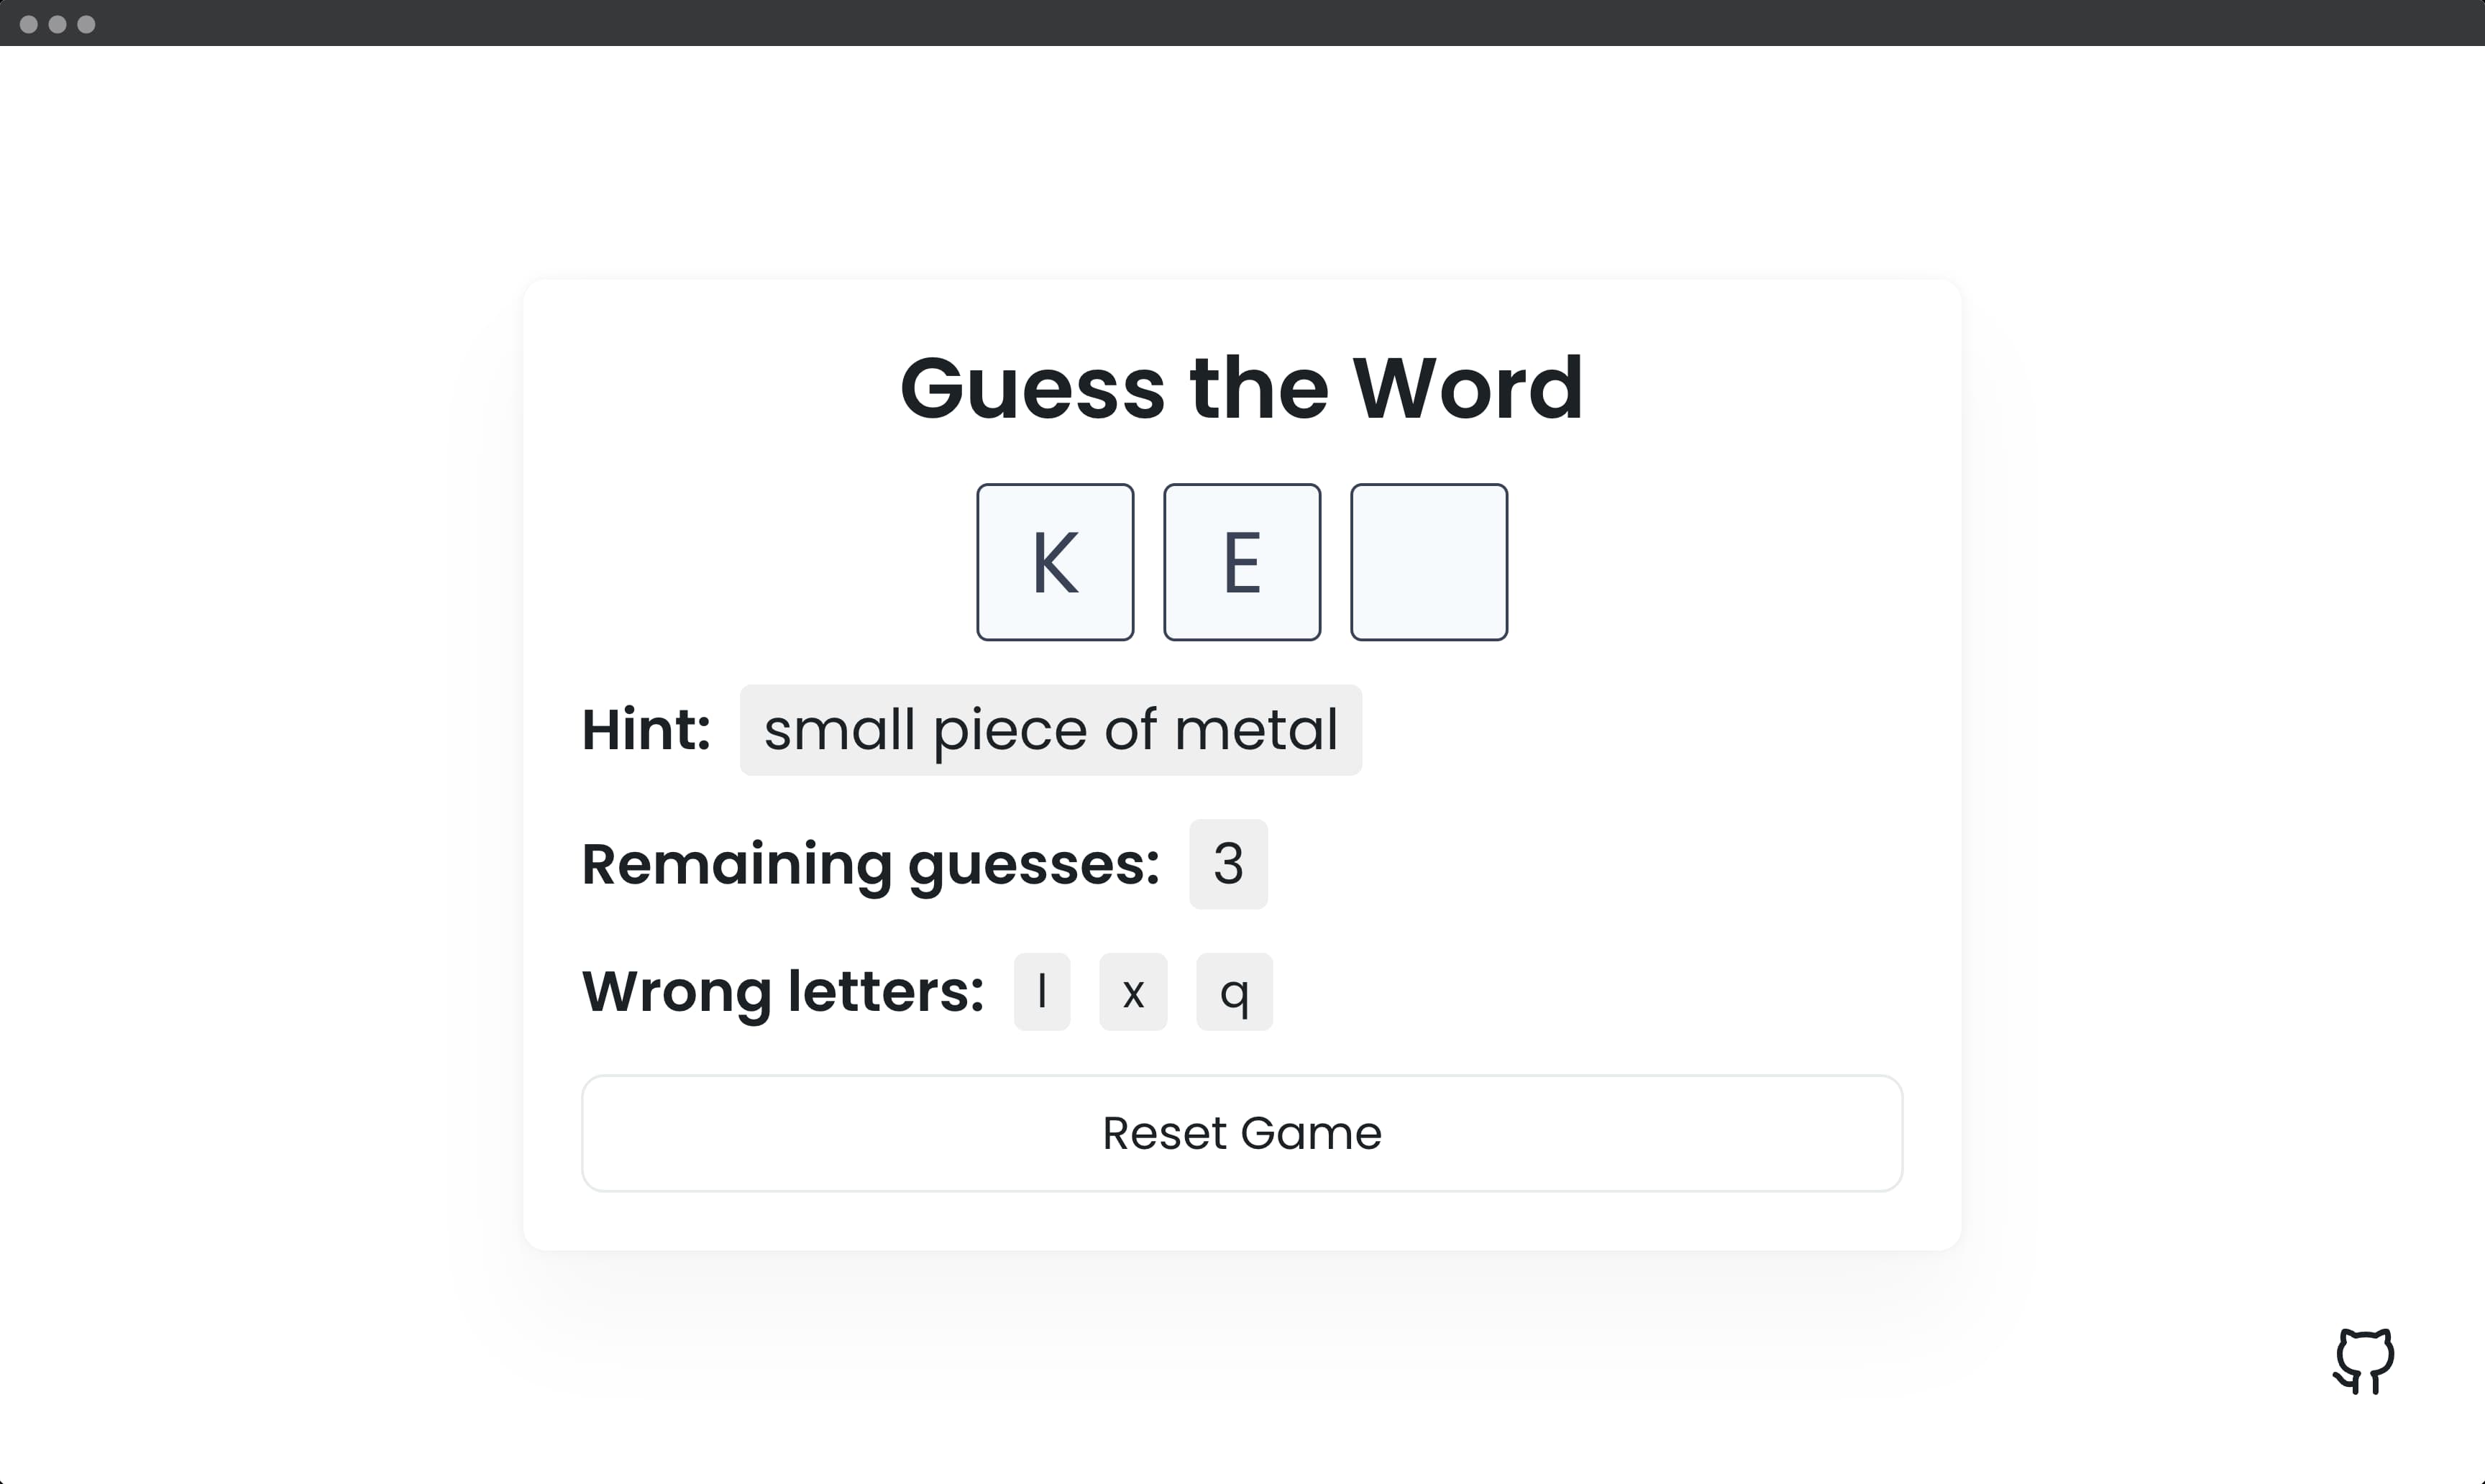 Guess the Word
K E
Hint: small piece of metal
Remaining guesses: 3
Wrong letters: l x q
Reset Game